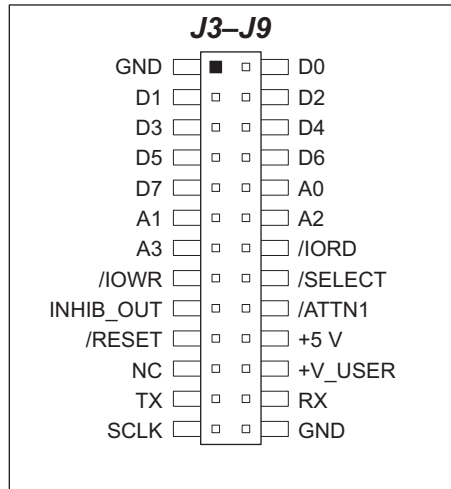 J3–J9
GND D0
D1 D2
D3 D4
D5 D6
D7 A0
A1 A2
A3 /IORD
/IOWR /SELECT
INHIB_OUT /ATTN1
/RESET +5 V
NC +V_USER
TX RX
SCLK GND